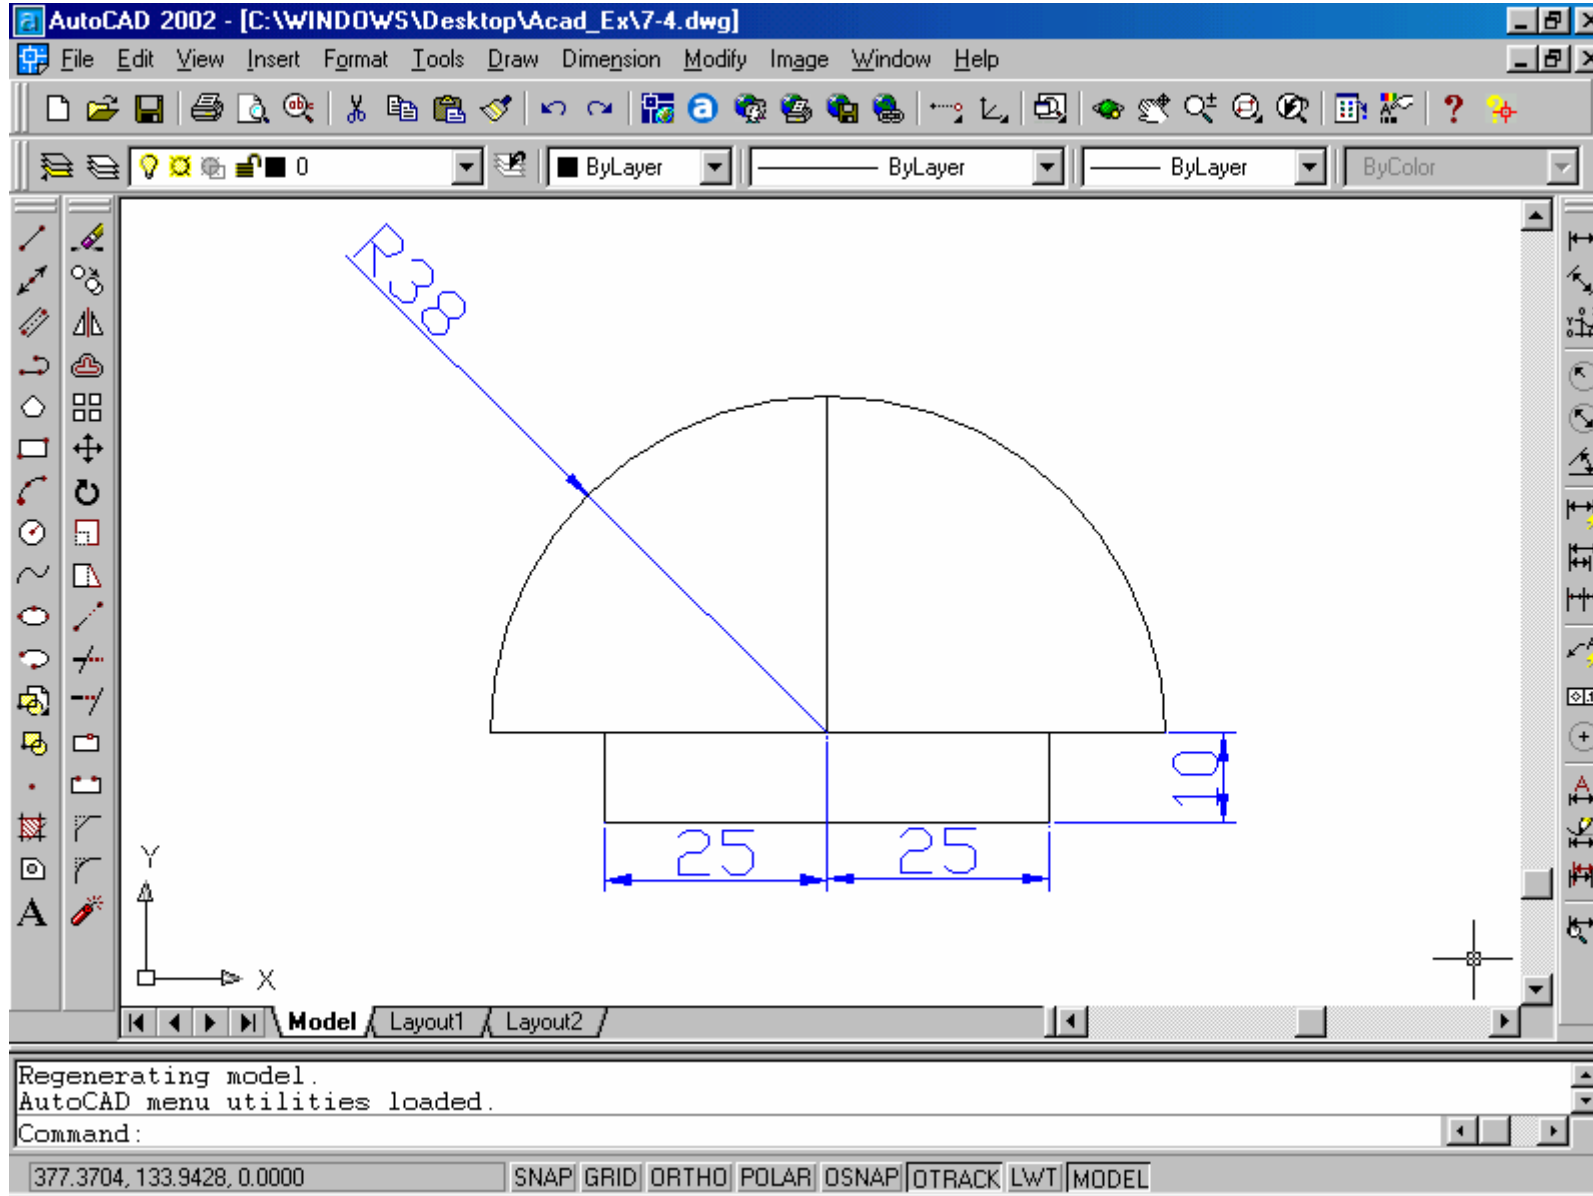 AutoCAD 2002 - [C:\WINDOWS\Desktop\Acad_Ex\7-4.dwg]
File Edit View Insert Format Tools Draw Dimension Modify Image Window Help
0 ByLayer ByLayer ByLayer ByColor
R38
10
25 25
Y
X
A
Model Layout1 Layout2
Regenerating model.
AutoCAD menu utilities loaded.
Command:
377.3704, 133.9428, 0.0000 SNAP GRID ORTHO POLAR OSNAP OTRACK LWT MODEL